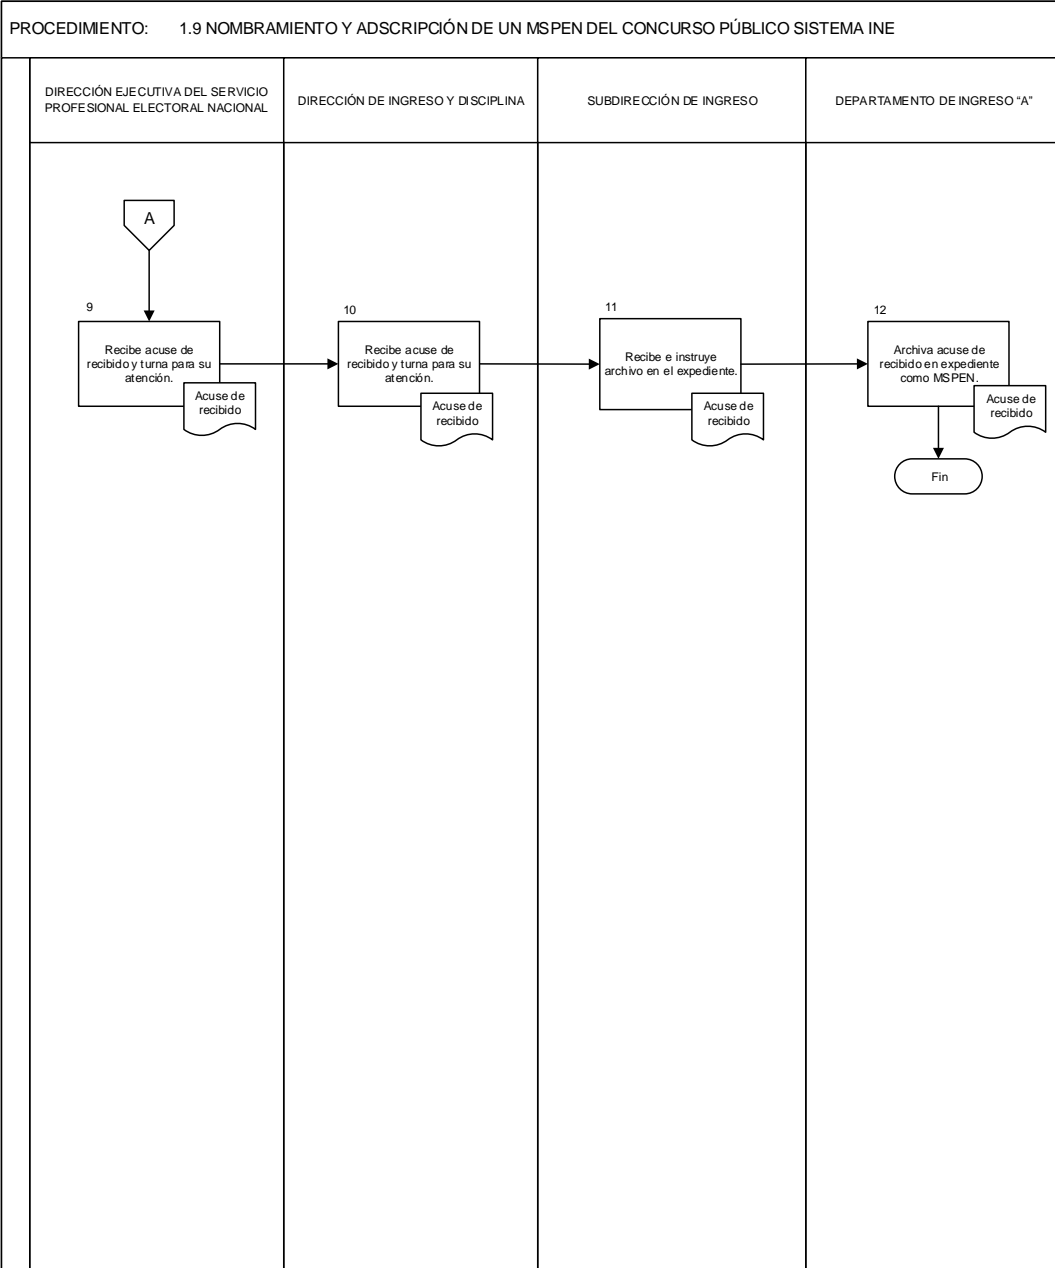 PROCEDIMIENTO: 1.9 NOMBRAMIENTO Y ADSCRIPCIÓN DE UN MSPEN DEL CONCURSO PÚBLICO SISTEMA INE
DIRECCIÓN EJECUTIVA DEL SERVICIO
PROFESIONAL ELECTORAL NACIONAL
DIRECCIÓN DE INGRESO Y DISCIPLINA
SUBDIRECCIÓN DE INGRESO
DEPARTAMENTO DE INGRESO “A”
A
9
Recibe acuse de
recibido y turna para su
atención.
Acuse de
recibido
10
Recibe acuse de
recibido y turna para su
atención.
Acuse de
recibido
11
Recibe e instruye
archivo en el expediente.
Acuse de
recibido
12
Archiva acuse de
recibido en expediente
como MSPEN.
Acuse de
recibido
Fin